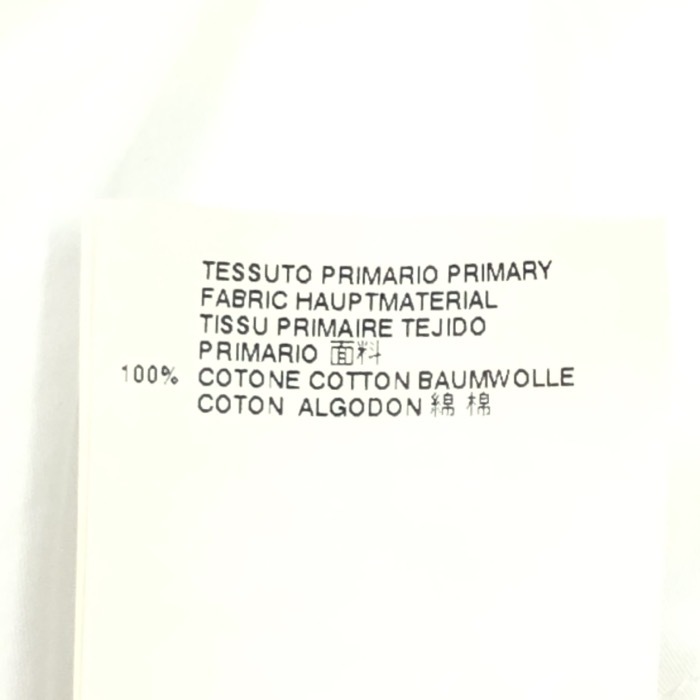 TESSUTO PRIMARIO PRIMARY
FABRIC HAUPTMATERIAL
TISSU PRIMAIRE TEJIDO
PRIMARIO 面料
100% COTONE COTTON BAUMWOLLE
COTON ALGODON 綿 棉